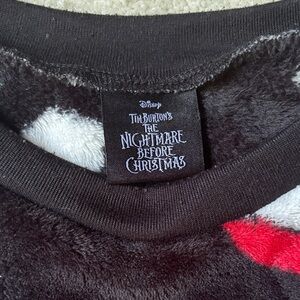 Disney
TIM BURTON'S
THE
NIGHTMARE
BEFORE
CHRISTMAS